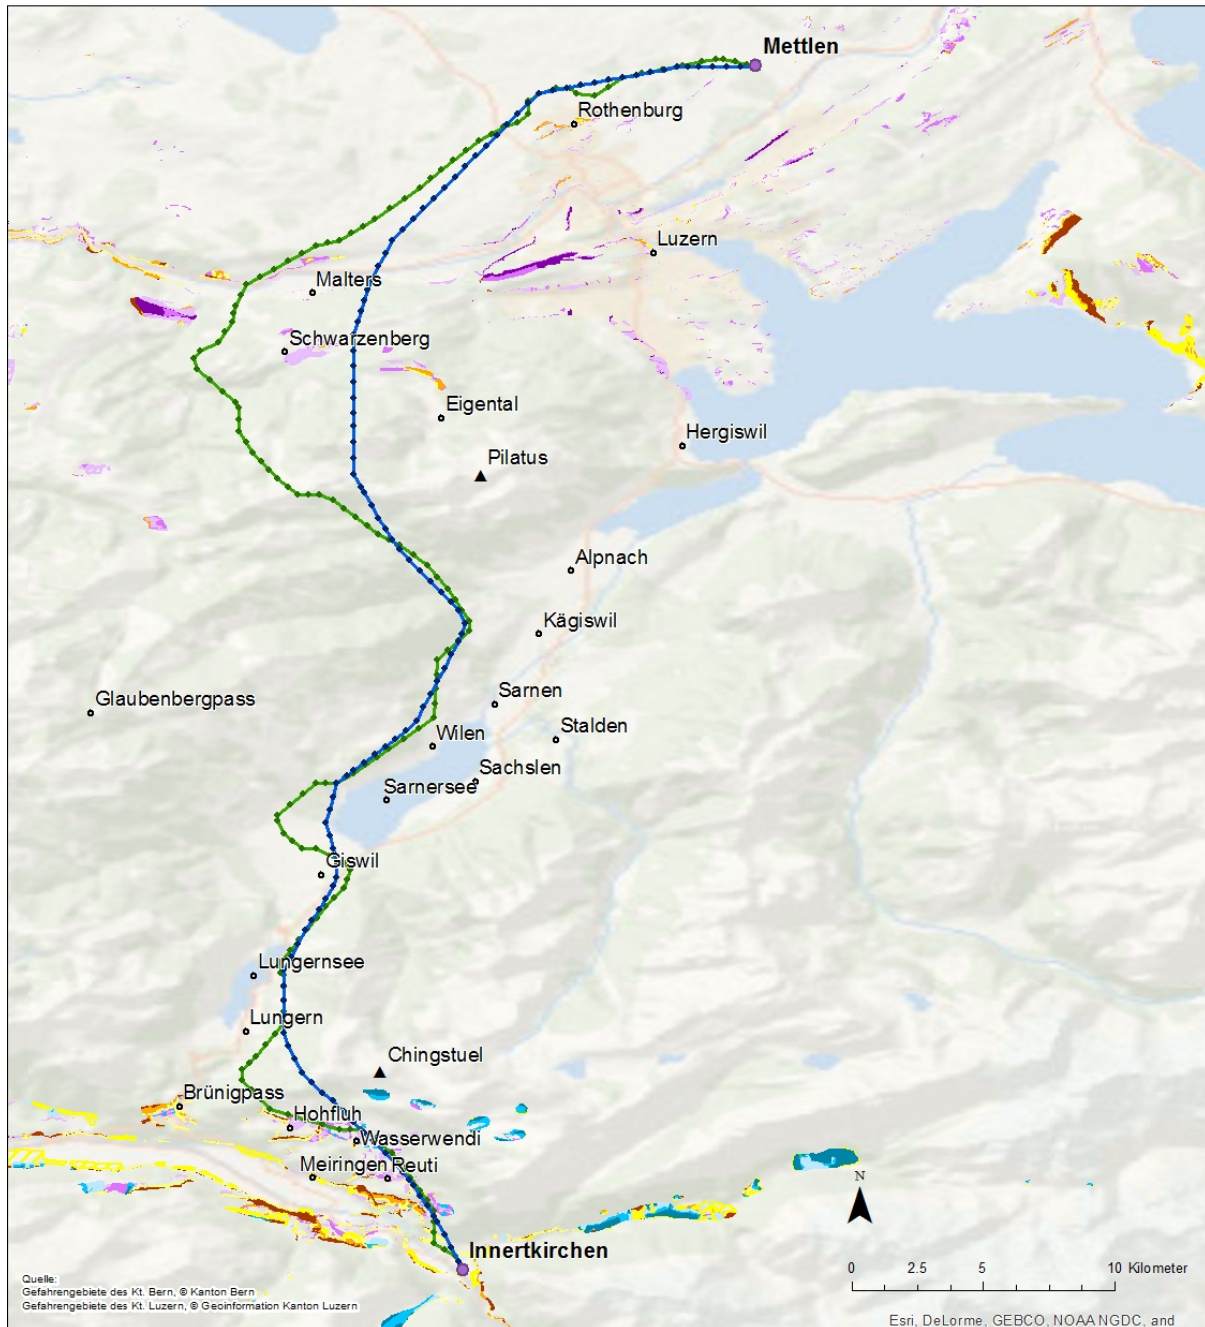 Mettlen
Rothenburg
Luzern
Malters
Schwarzenberg
Eigental
Hergiswil
Pilatus
Alpnach
Kägiswil
Glaubenbergpass
Sarnen
Stalden
Wilen
Sachslen
Sarnersee
Giswil
Lungernsee
Lungern
Chingstuel
Brünigpass
Hohfluh
Wasserwendi
Meiringen
Reuti
N
Innertkirchen
0 2.5 5 10 Kilometer
Quelle:
Gefahrengebiete des Kt. Bern, © Kanton Bern
Gefahrengebiete des Kt. Luzern, © Geoinformation Kanton Luzern
Esri, DeLorme, GEBCO, NOAA NGDC, and